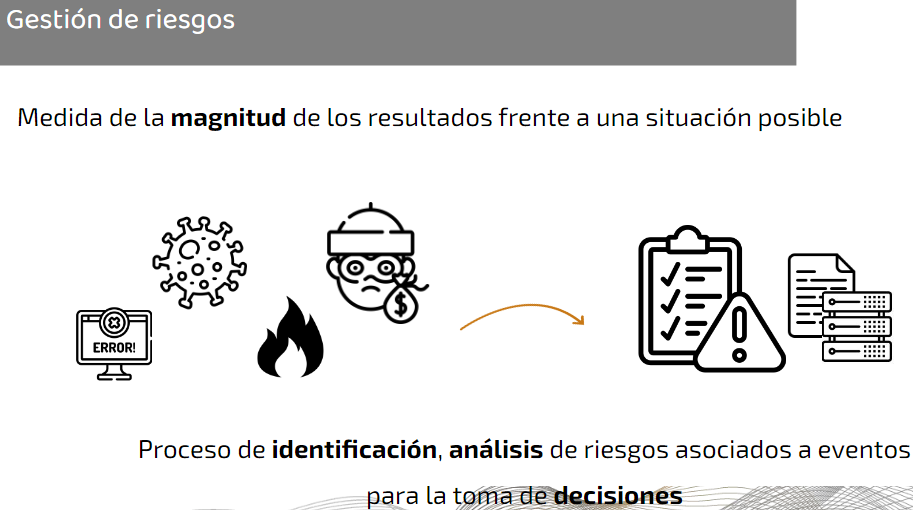 Gestión de riesgos
Medida de la magnitud de los resultados frente a una situación posible
ERROR!
$
Proceso de identificación, análisis de riesgos asociados a eventos
para la toma de decisiones